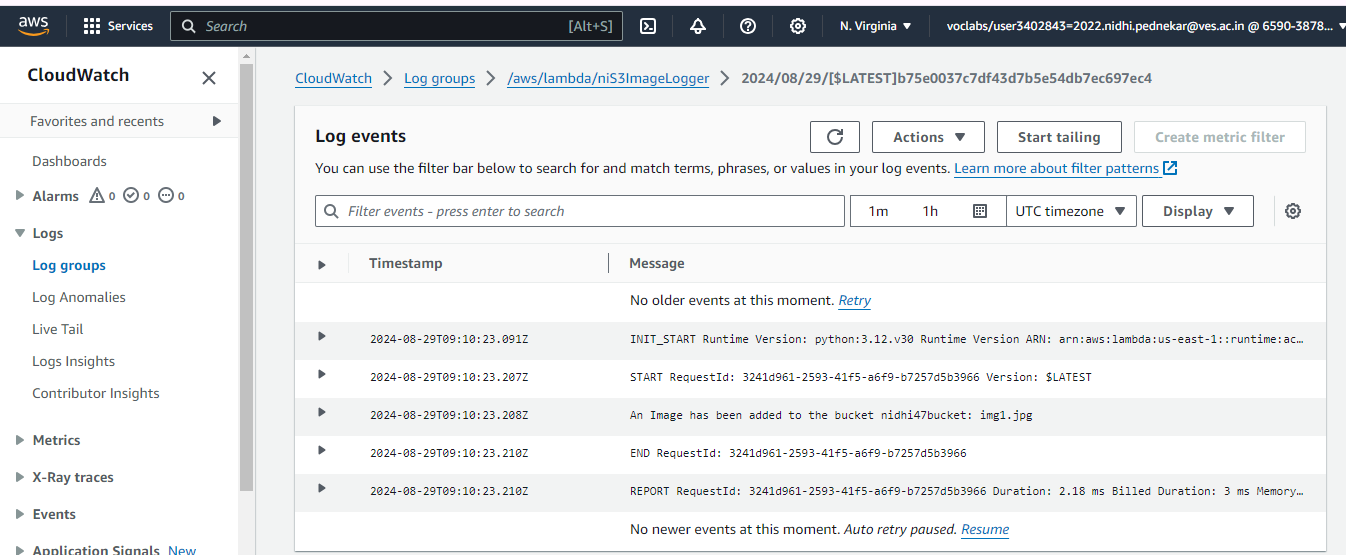 aws Services Search [Alt+S] N. Virginia voclabs/user3402843=2022.nidhi.pednekar@ves.ac.in @ 6590-3878...
CloudWatch
Favorites and recents
Dashboards
Alarms 0 0 0
Logs
Log groups
Log Anomalies
Live Tail
Logs Insights
Contributor Insights
Metrics
X-Ray traces
Events
Application Signals New
CloudWatch Log groups /aws/lambda/niS3ImageLogger 2024/08/29/[$LATEST]b75e0037c7df43d7b5e54db7ec697ec4
Log events Actions Start tailing Create metric filter
You can use the filter bar below to search for and match terms, phrases, or values in your log events. Learn more about filter patterns
Filter events - press enter to search 1m 1h UTC timezone Display
Timestamp Message
No older events at this moment. Retry
2024-08-29T09:10:23.091Z INIT_START Runtime Version: python:3.12.v30 Runtime Version ARN: arn:aws:lambda:us-east-1::runtime:ac…
2024-08-29T09:10:23.207Z START RequestId: 3241d961-2593-41f5-a6f9-b7257d5b3966 Version: $LATEST
2024-08-29T09:10:23.208Z An Image has been added to the bucket nidhi47bucket: img1.jpg
2024-08-29T09:10:23.210Z END RequestId: 3241d961-2593-41f5-a6f9-b7257d5b3966
2024-08-29T09:10:23.210Z REPORT RequestId: 3241d961-2593-41f5-a6f9-b7257d5b3966 Duration: 2.18 ms Billed Duration: 3 ms Memory…
No newer events at this moment. Auto retry paused. Resume